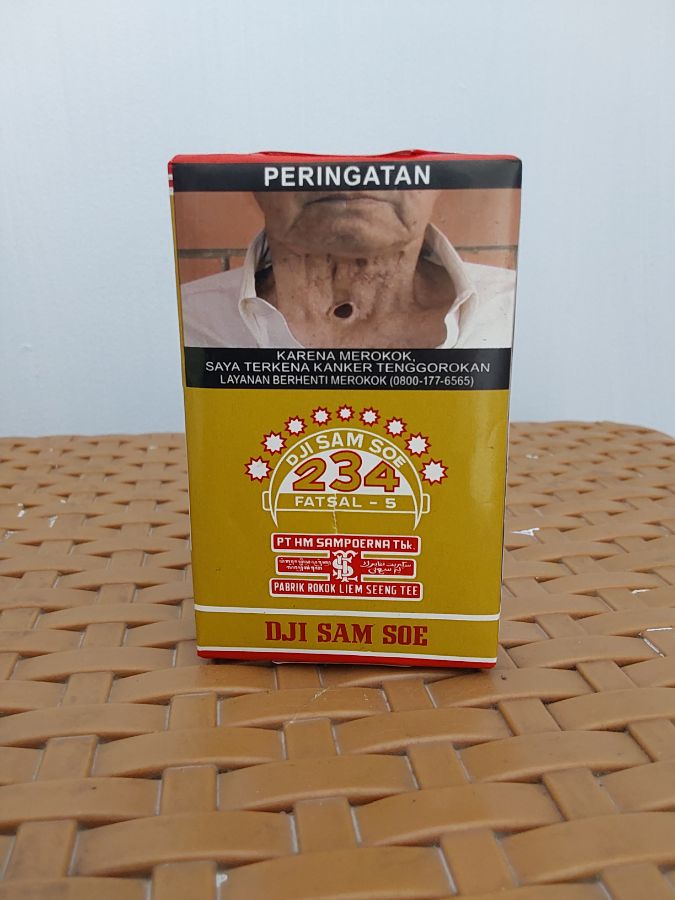 PERINGATAN
KARENA MEROKOK,
SAYA TERKENA KANKER TENGGOROKAN
LAYANAN BERHENTI MEROKOK (0800-177-6565)
DJI SAM SOE
234
FATSAL - 5
PT HM SAMPOERNA Tbk.
PABRIK ROKOK LIEM SEENG TEE
DJI SAM SOE